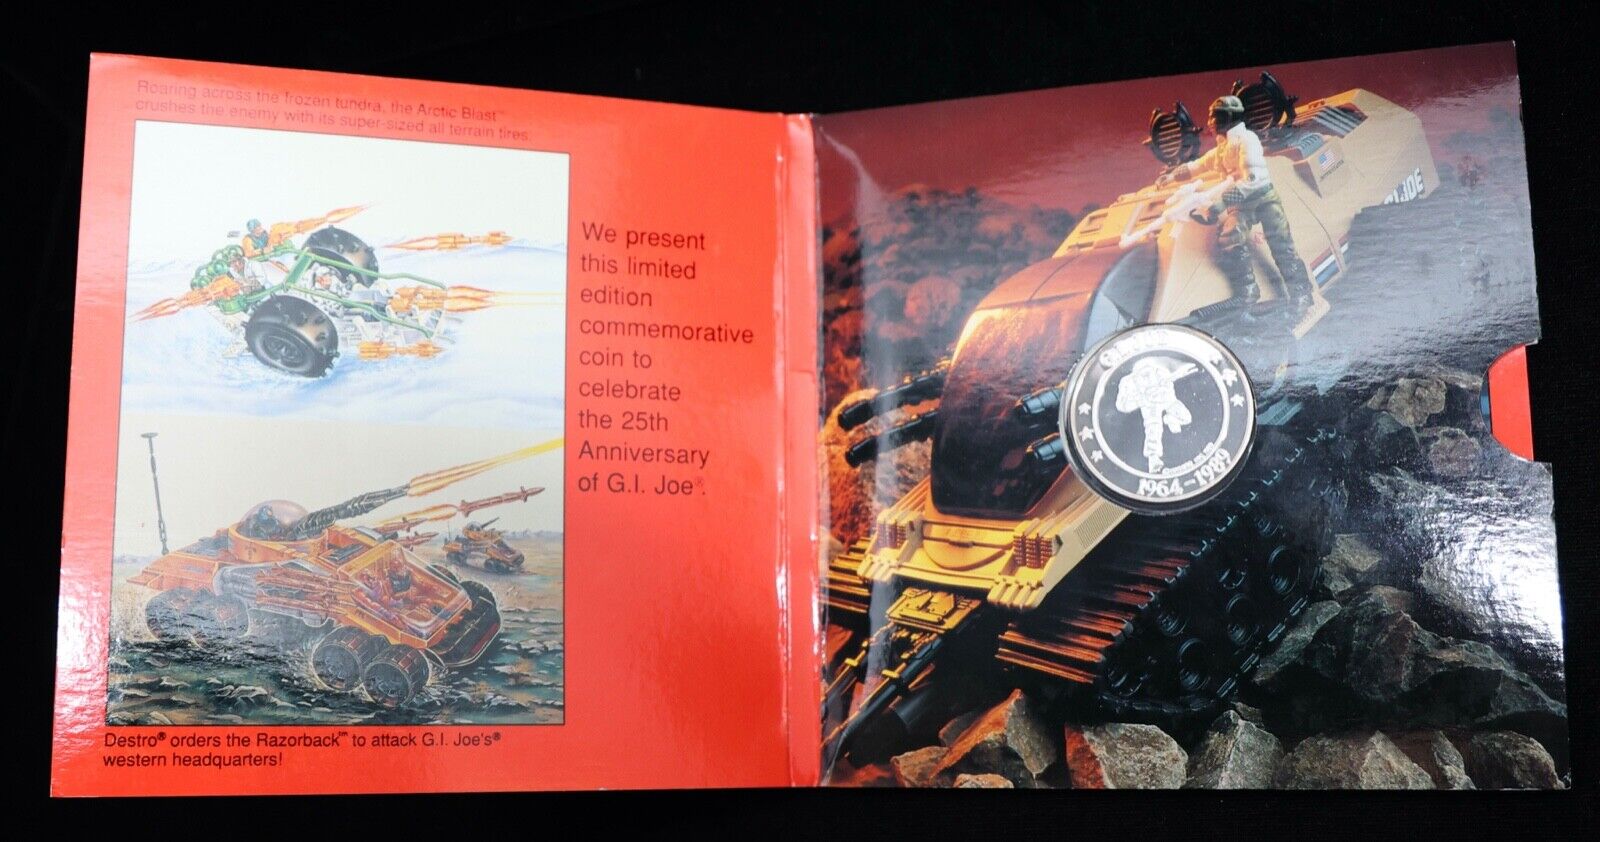 Roaring across the frozen tundra, the Arctic Blast™
crushes the enemy with its super-sized all terrain tires.
We present
this limited
edition
commemorative
coin to
celebrate
the 25th
Anniversary
of G.I. Joe®.
Destro® orders the Razorback™ to attack G.I. Joe's®
western headquarters!
G.I. JOE
1964-1989